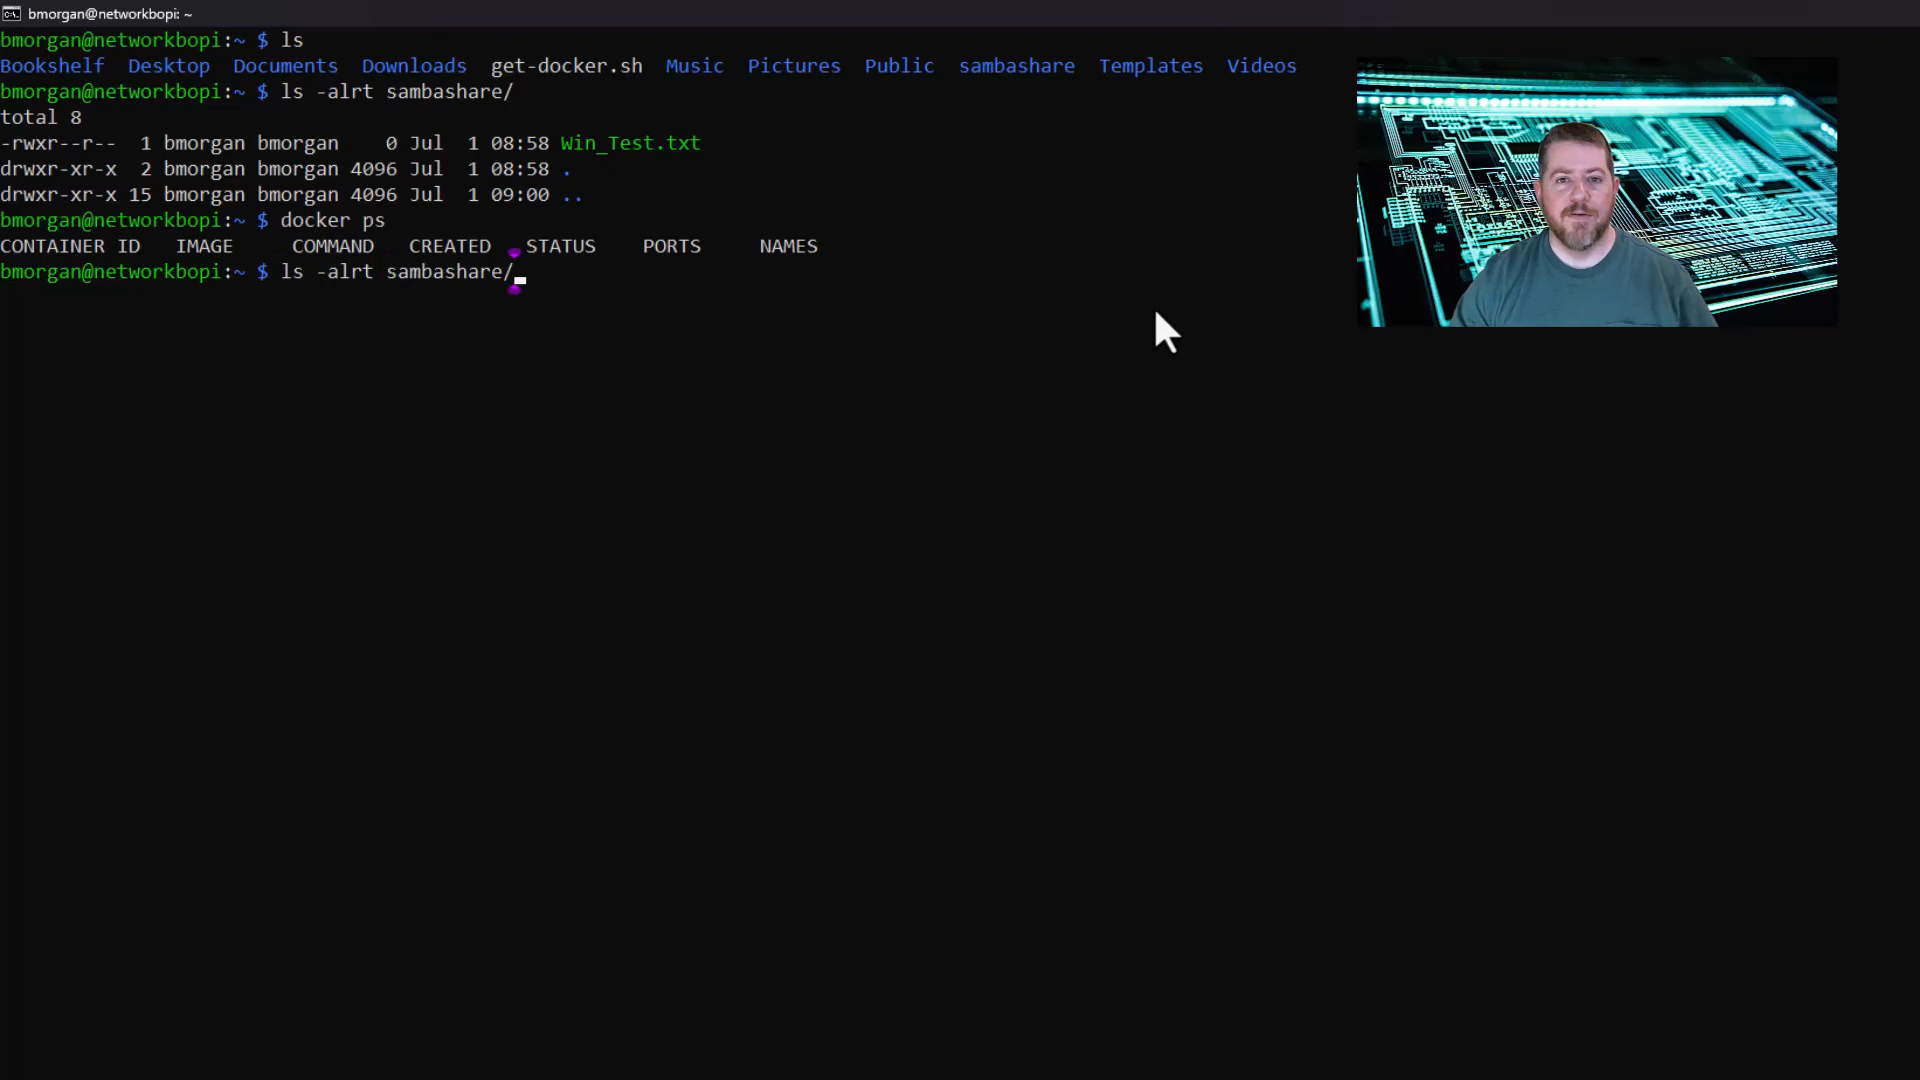 bmorgan@networkbopi: ~
bmorgan@networkbopi:~ $ ls
Bookshelf Desktop Documents Downloads get-docker.sh Music Pictures Public sambashare Templates Videos
bmorgan@networkbopi:~ $ ls -alrt sambashare/
total 8
-rwxr--r-- 1 bmorgan bmorgan 0 Jul 1 08:58 Win_Test.txt
drwxr-xr-x 2 bmorgan bmorgan 4096 Jul 1 08:58 .
drwxr-xr-x 15 bmorgan bmorgan 4096 Jul 1 09:00 ..
bmorgan@networkbopi:~ $ docker ps
CONTAINER ID IMAGE COMMAND CREATED STATUS PORTS NAMES
bmorgan@networkbopi:~ $ ls -alrt sambashare/